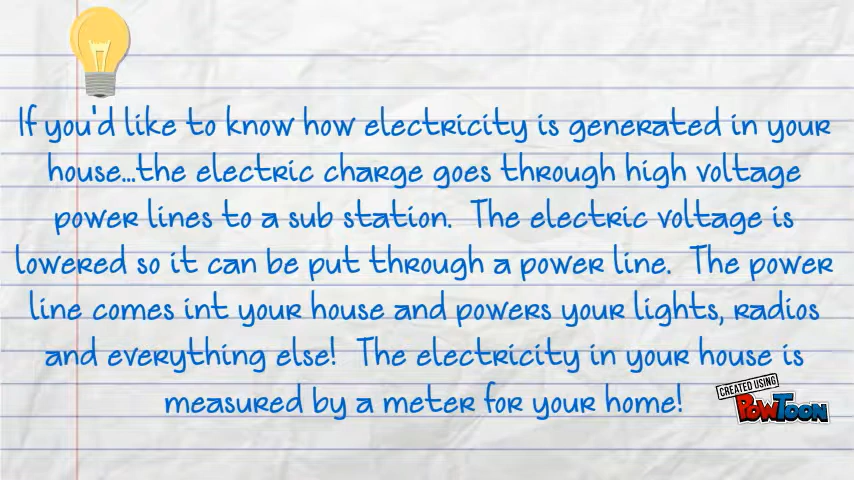 If you'd like to know how electricity is generated in your
house...the electric charge goes through high voltage
power lines to a sub station.  The electric voltage is
lowered so it can be put through a power line.  The power
line comes int your house and powers your lights, radios
and everything else!  The electricity in your house is
measured by a meter for your home!
CREATED USING
POWTOON